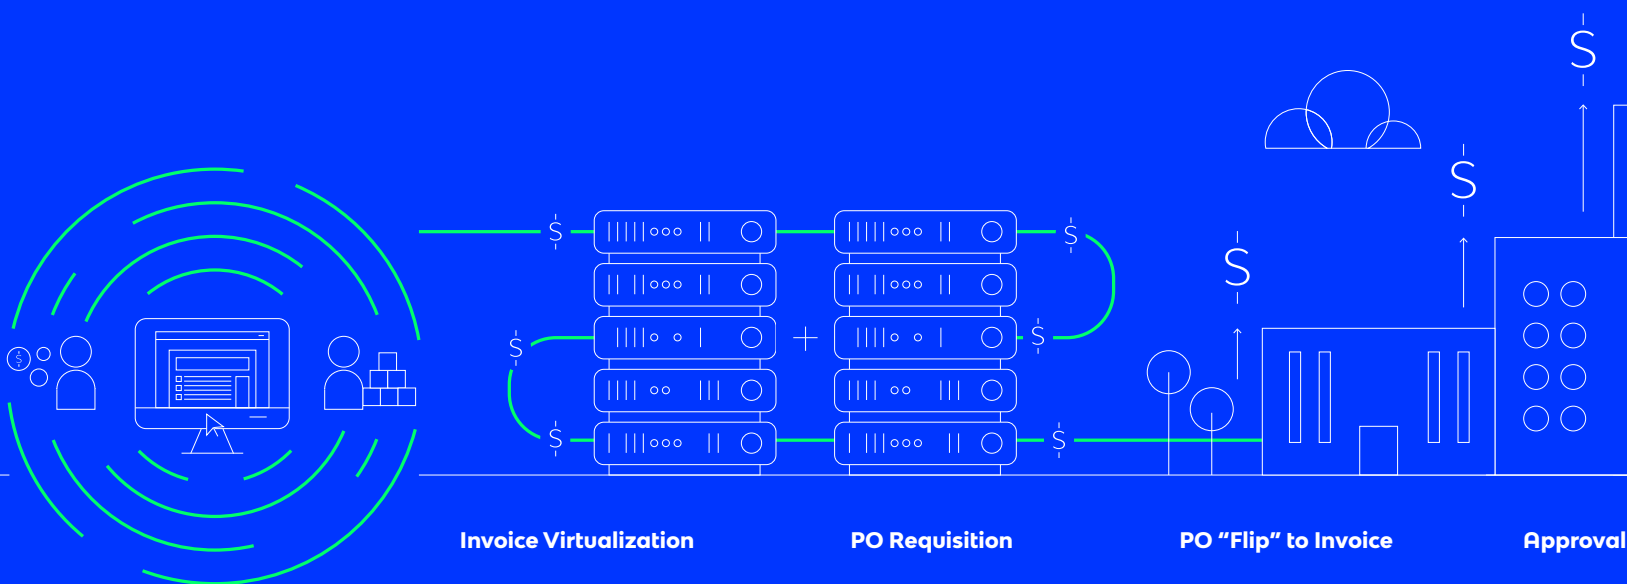 $
$
$
$
$
$
$
$
$
$
$
Invoice Virtualization
PO Requisition
PO “Flip” to Invoice
Approval